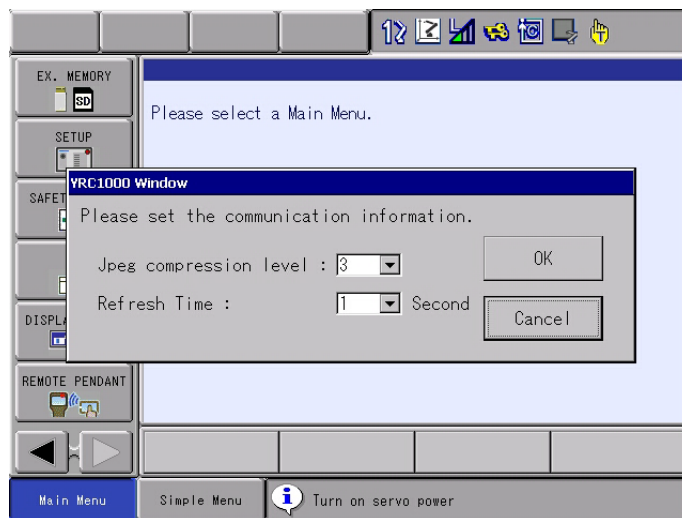 EX. MEMORY
SD
SETUP
SAFET
DISPL
REMOTE PENDANT
Please select a Main Menu.
YRC1000 Window
Please set the communication information.
Jpeg compression level : 3
OK
Refresh Time : 1 Second
Cancel
Main Menu
Simple Menu
Turn on servo power